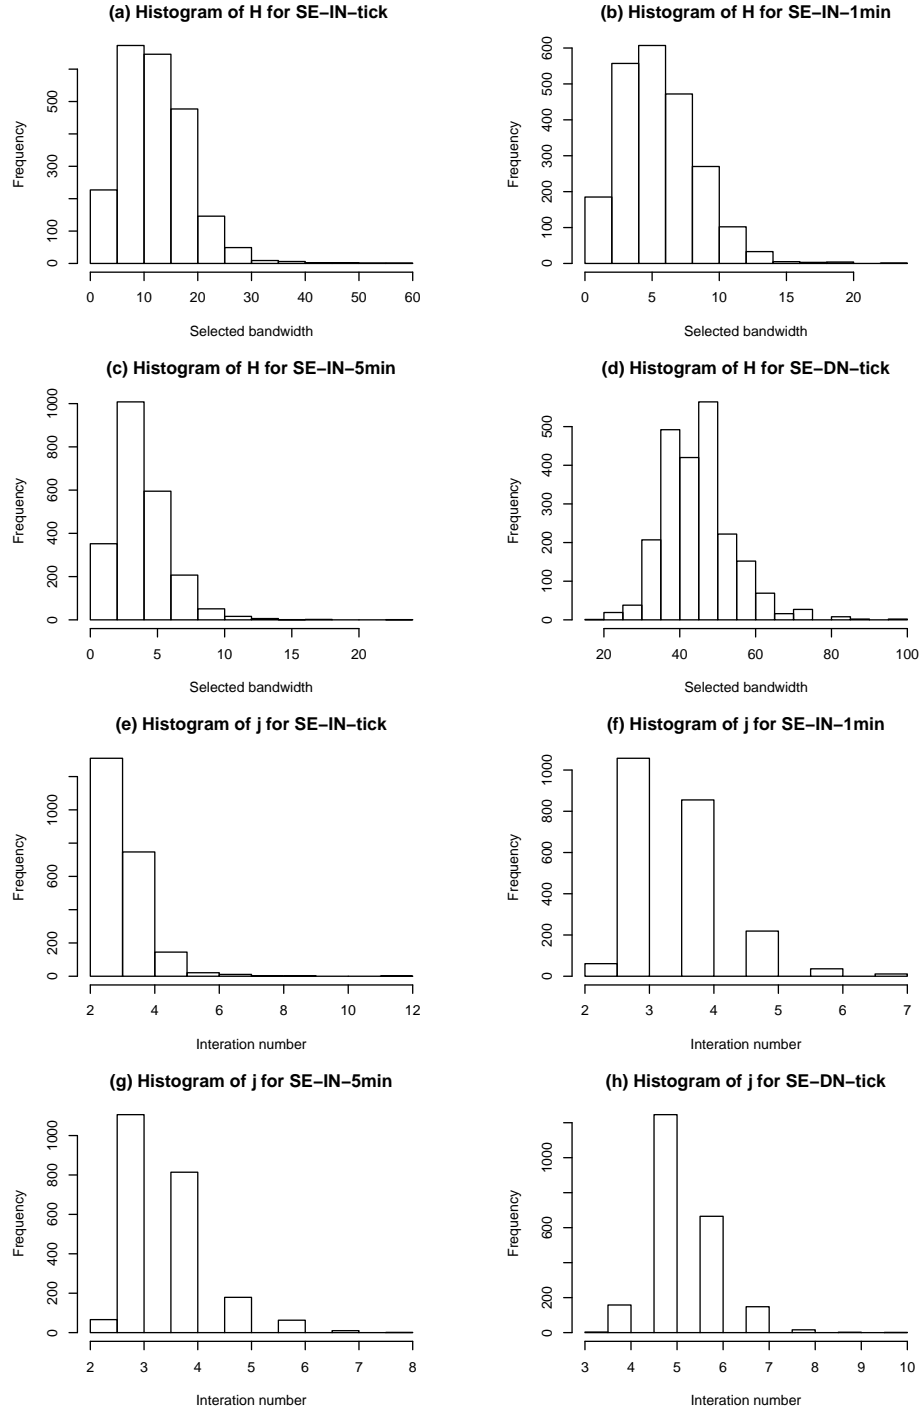 (a) Histogram of H for SE−IN−tick
Frequency
100
300
500
0 10 20 30 40 50 60
Selected bandwidth
(b) Histogram of H for SE−IN−1min
Frequency
0 100 200 300 400 500 600
0 5 10 15 20
Selected bandwidth
(c) Histogram of H for SE−IN−5min
Frequency
0 200 400 600 800 1000
0 5 10 15 20
Selected bandwidth
(d) Histogram of H for SE−DN−tick
Frequency
0 100 200 300 400 500
20 40 60 80 100
Selected bandwidth
(e) Histogram of j for SE−IN−tick
Frequency
0 200 600 1000
2 4 6 8 10 12
Interation number
(f) Histogram of j for SE−IN−1min
Frequency
0 200 400 600 800 1000
2 3 4 5 6 7
Interation number
(g) Histogram of j for SE−IN−5min
Frequency
0 200 400 600 800 1000
2 3 4 5 6 7 8
Interation number
(h) Histogram of j for SE−DN−tick
Frequency
0 200 600 1000
3 4 5 6 7 8 9 10
Interation number